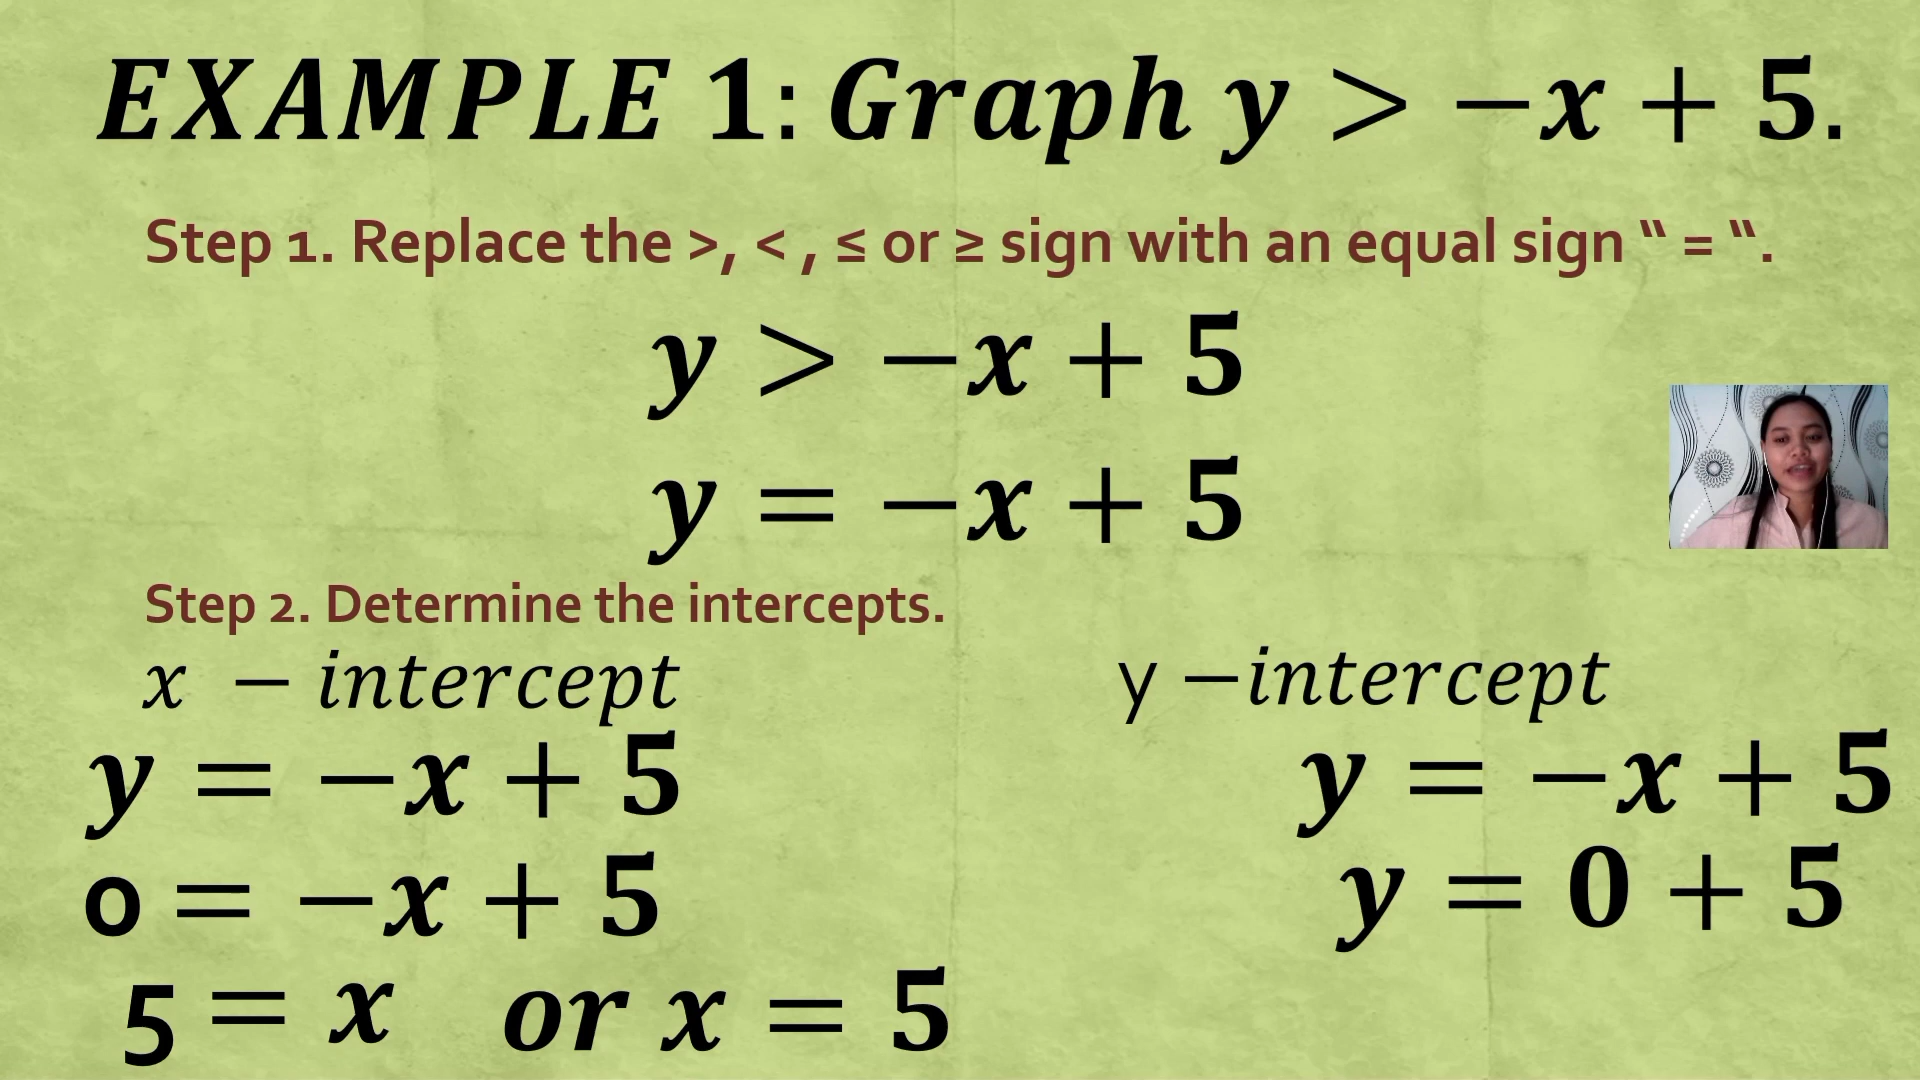 EXAMPLE 1: Graph y > −x + 5.
Step 1. Replace the >, < , ≤ or ≥ sign with an equal sign “ = “.
y > −x + 5
y = −x + 5
Step 2. Determine the intercepts.
x − intercept
y = −x + 5
0 = −x + 5
5 = x or x = 5
y −intercept
y = −x + 5
y = 0 + 5